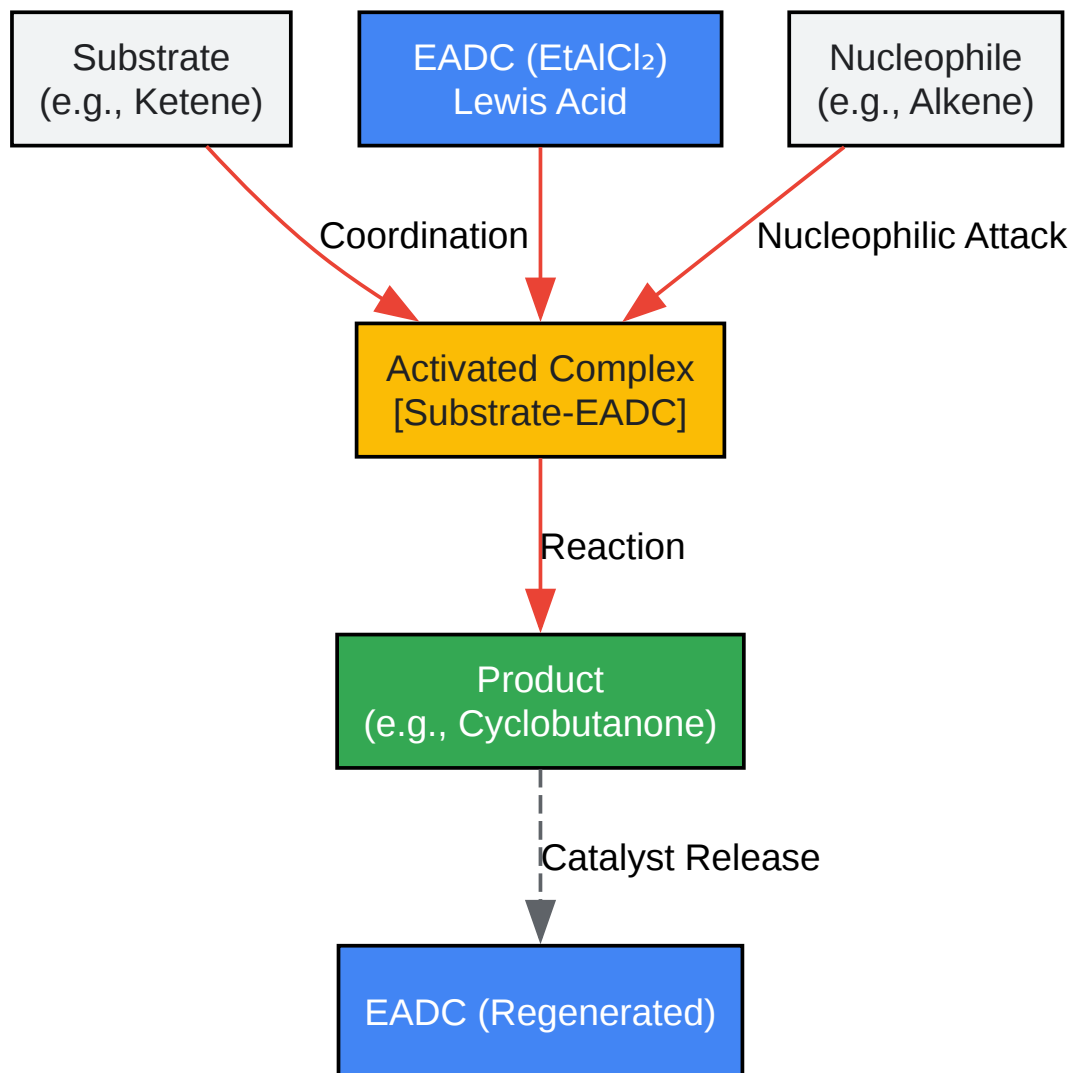 Substrate
(e.g., Ketene)
EADC (EtAlCl₂)
Lewis Acid
Nucleophile
(e.g., Alkene)
Coordination
Nucleophilic Attack
Activated Complex
[Substrate-EADC]
Reaction
Product
(e.g., Cyclobutanone)
Catalyst Release
EADC (Regenerated)